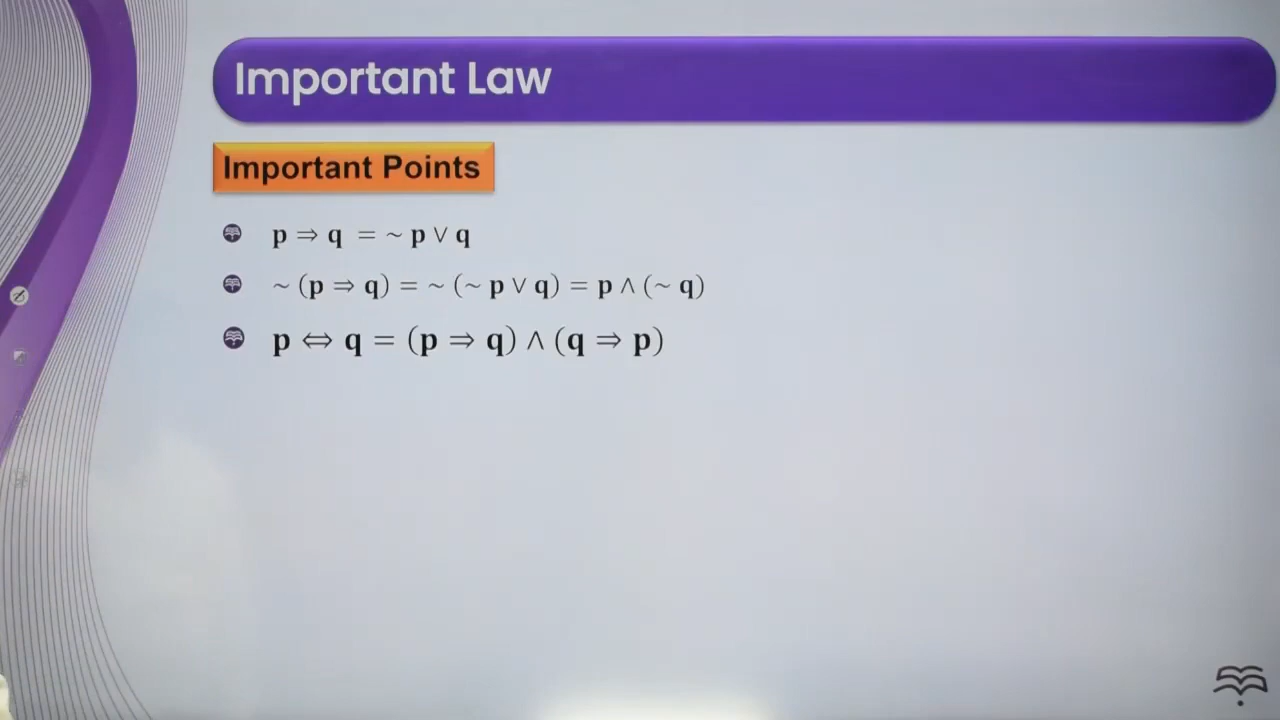 Important Law
Important Points
p ⇒ q = ~ p ∨ q
~ (p ⇒ q) = ~ (~ p ∨ q) = p ∧ (~ q)
p ⇔ q = (p ⇒ q) ∧ (q ⇒ p)